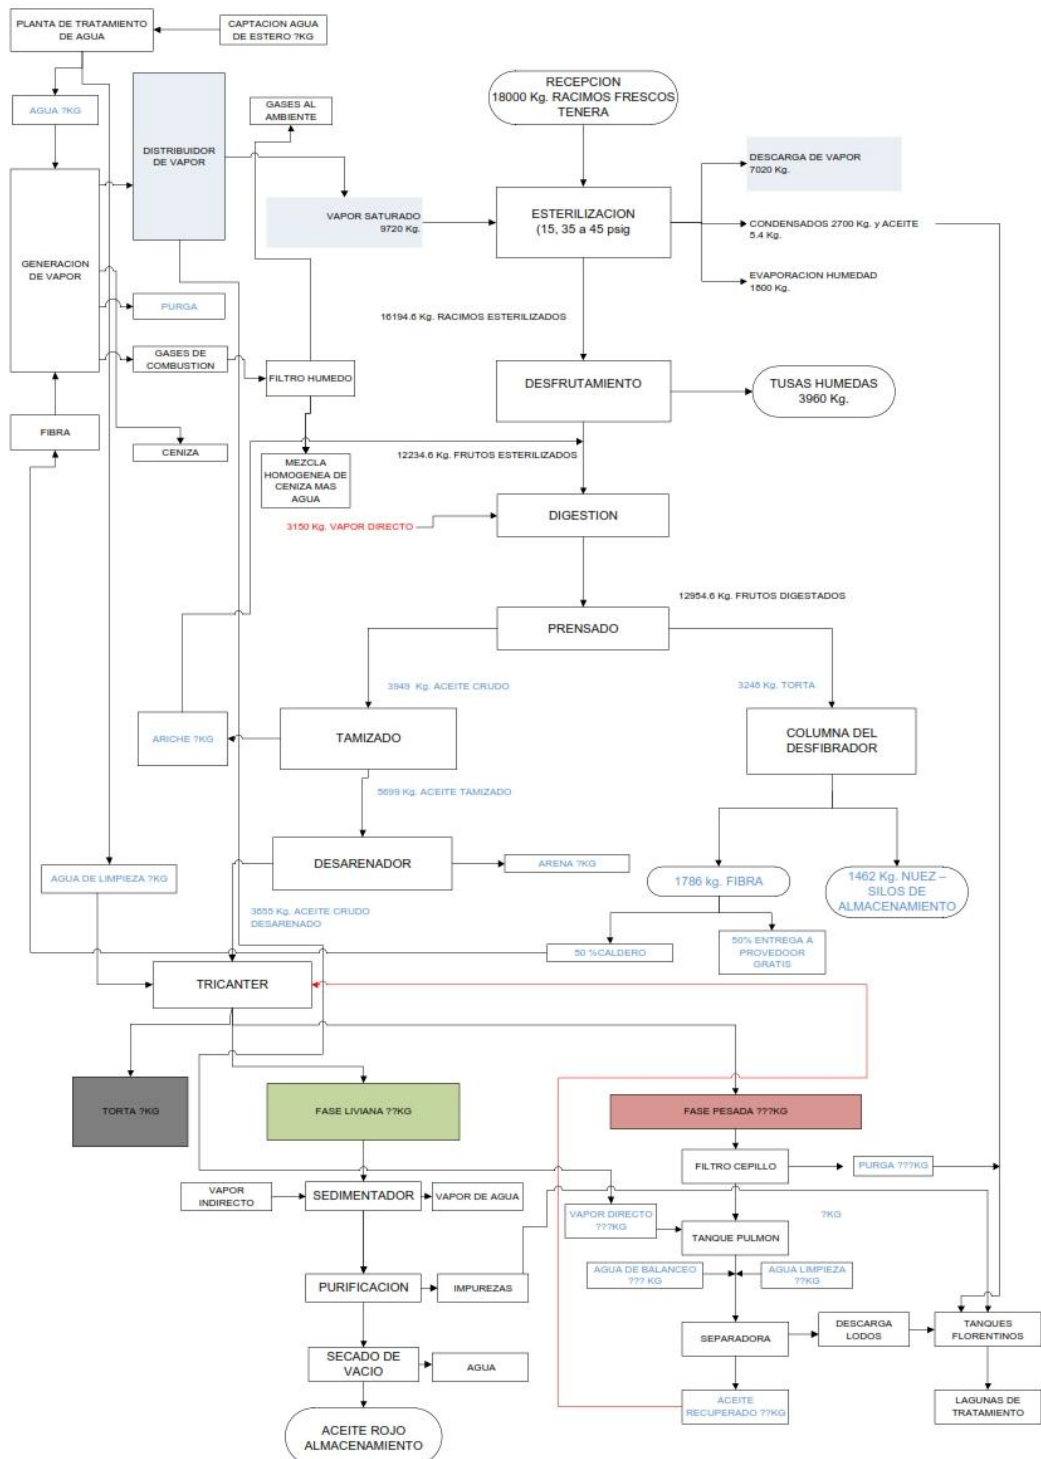 PLANTA DE TRATAMIENTO
DE AGUA
CAPTACION AGUA
DE ESTERO ?KG
RECEPCION
18000 Kg. RACIMOS FRESCOS
TENERA
AGUA ?KG
GASES AL
AMBIENTE
DISTRIBUIDOR
DE VAPOR
DESCARGA DE VAPOR
7020 Kg.
VAPOR SATURADO
9720 Kg.
ESTERILIZACION
(15, 35 a 45 psig
CONDENSADOS 2700 Kg. y ACEITE
5.4 Kg.
GENERACION
DE VAPOR
EVAPORACION HUMEDAD
1800 Kg.
PURGA
16194.6 Kg. RACIMOS ESTERILIZADOS
GASES DE
COMBUSTION
FILTRO HUMEDO
DESFRUTAMIENTO
TUSAS HUMEDAS
3960 Kg.
FIBRA
CENIZA
12234.6 Kg. FRUTOS ESTERILIZADOS
MEZCLA
HOMOGENEA DE
CENIZA MAS
AGUA
DIGESTION
3150 Kg. VAPOR DIRECTO
12954.6 Kg. FRUTOS DIGESTADOS
PRENSADO
3949 Kg. ACEITE CRUDO
3248 Kg. TORTA
ARICHE ?KG
TAMIZADO
COLUMNA DEL
DESFIBRADOR
5699 Kg. ACEITE TAMIZADO
DESARENADOR
ARENA ?KG
AGUA DE LIMPIEZA ?KG
1786 kg. FIBRA
1462 Kg. NUEZ –
SILOS DE
ALMACENAMIENTO
3655 Kg. ACEITE CRUDO
DESARENADO
50 %CALDERO
50% ENTREGA A
PROVEDOOR
GRATIS
TRICANTER
TORTA ?KG
FASE LIVIANA ??KG
FASE PESADA ???KG
FILTRO CEPILLO
PURGA ???KG
VAPOR
INDIRECTO
SEDIMENTADOR
VAPOR DE AGUA
VAPOR DIRECTO
???KG
?KG
TANQUE PULMON
AGUA DE BALANCEO
??? KG
AGUA LIMPIEZA
??KG
PURIFICACION
IMPUREZAS
SEPARADORA
DESCARGA
LODOS
TANQUES
FLORENTINOS
SECADO DE
VACIO
AGUA
ACEITE
RECUPERADO ??KG
LAGUNAS DE
TRATAMIENTO
ACEITE ROJO
ALMACENAMIENTO